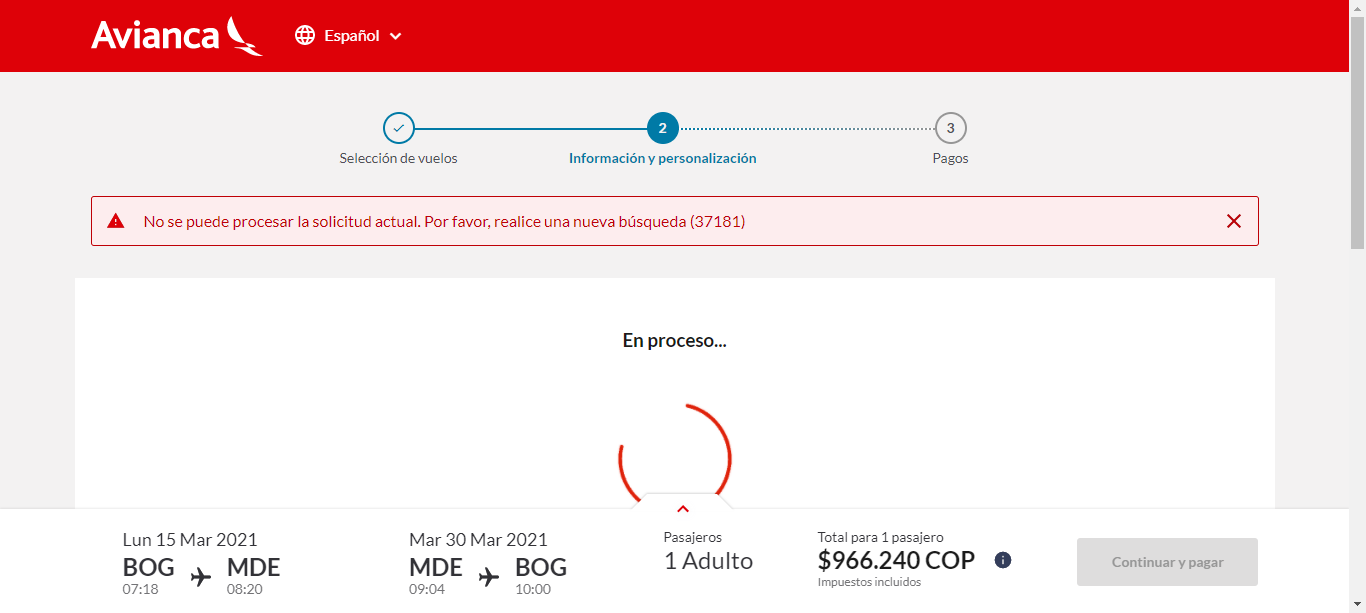 Avianca
Español
2
3
Selección de vuelos
Información y personalización
Pagos
No se puede procesar la solicitud actual. Por favor, realice una nueva búsqueda (37181)
En proceso...
Lun 15 Mar 2021
BOG MDE
07:18 08:20
Mar 30 Mar 2021
MDE BOG
09:04 10:00
Pasajeros
1 Adulto
Total para 1 pasajero
$966.240 COP
Impuestos incluidos
Continuar y pagar